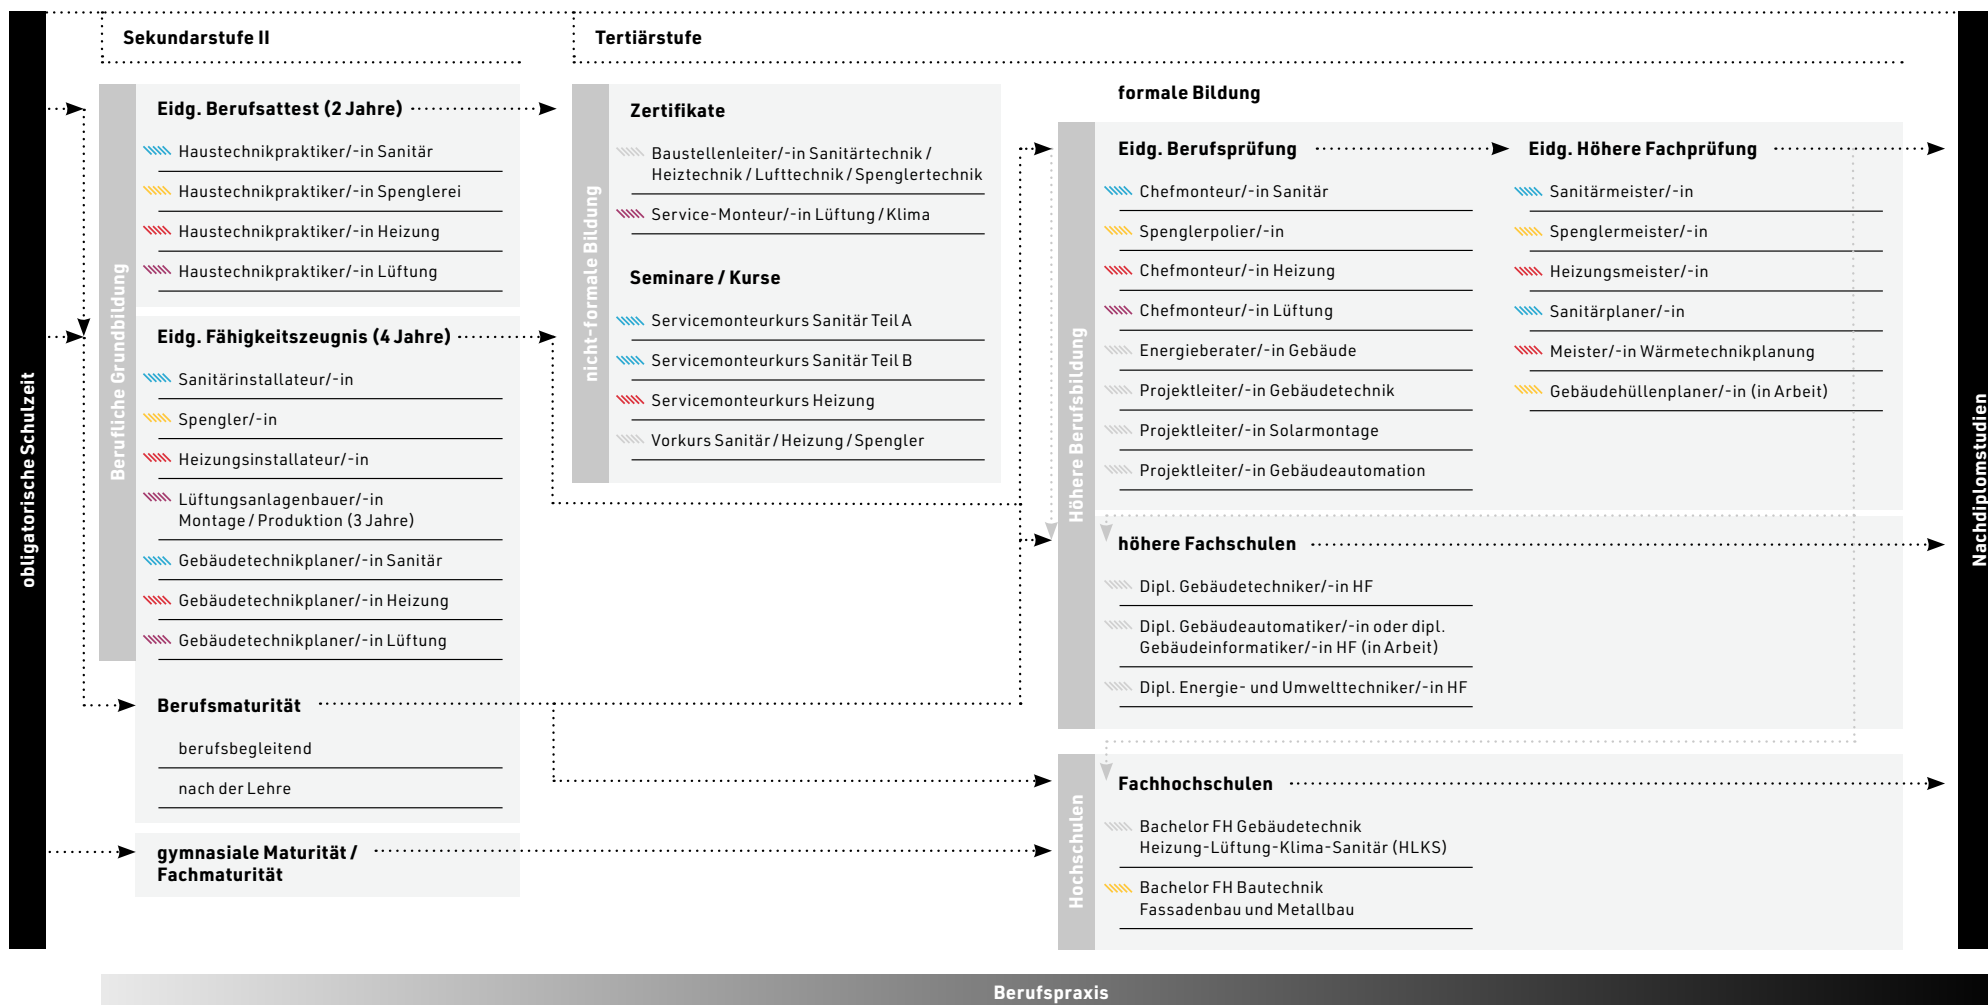 Sekundarstufe II
Tertiärstufe
obligatorische Schulzeit
Berufliche Grundbildung
Eidg. Berufsattest (2 Jahre)
Haustechnikpraktiker/-in Sanitär
Haustechnikpraktiker/-in Spenglerei
Haustechnikpraktiker/-in Heizung
Haustechnikpraktiker/-in Lüftung
Eidg. Fähigkeitszeugnis (4 Jahre)
Sanitärinstallateur/-in
Spengler/-in
Heizungsinstallateur/-in
Lüftungsanlagenbauer/-in
Montage / Produktion (3 Jahre)
Gebäudetechnikplaner/-in Sanitär
Gebäudetechnikplaner/-in Heizung
Gebäudetechnikplaner/-in Lüftung
Berufsmaturität
berufsbegleitend
nach der Lehre
gymnasiale Maturität /
Fachmaturität
nicht-formale Bildung
Zertifikate
Baustellenleiter/-in Sanitärtechnik /
Heiztechnik / Lufttechnik / Spenglertechnik
Service-Monteur/-in Lüftung / Klima
Seminare / Kurse
Servicemonteurkurs Sanitär Teil A
Servicemonteurkurs Sanitär Teil B
Servicemonteurkurs Heizung
Vorkurs Sanitär / Heizung / Spengler
formale Bildung
Höhere Berufsbildung
Eidg. Berufsprüfung
Chefmonteur/-in Sanitär
Spenglerpolier/-in
Chefmonteur/-in Heizung
Chefmonteur/-in Lüftung
Energieberater/-in Gebäude
Projektleiter/-in Gebäudetechnik
Projektleiter/-in Solarmontage
Projektleiter/-in Gebäudeautomation
Eidg. Höhere Fachprüfung
Sanitärmeister/-in
Spenglermeister/-in
Heizungsmeister/-in
Sanitärplaner/-in
Meister/-in Wärmetechnikplanung
Gebäudehüllenplaner/-in (in Arbeit)
höhere Fachschulen
Dipl. Gebäudetechniker/-in HF
Dipl. Gebäudeautomatiker/-in oder dipl.
Gebäudeinformatiker/-in HF (in Arbeit)
Dipl. Energie- und Umwelttechniker/-in HF
Hochschulen
Fachhochschulen
Bachelor FH Gebäudetechnik
Heizung-Lüftung-Klima-Sanitär (HLKS)
Bachelor FH Bautechnik
Fassadenbau und Metallbau
Nachdiplomstudien
Berufspraxis